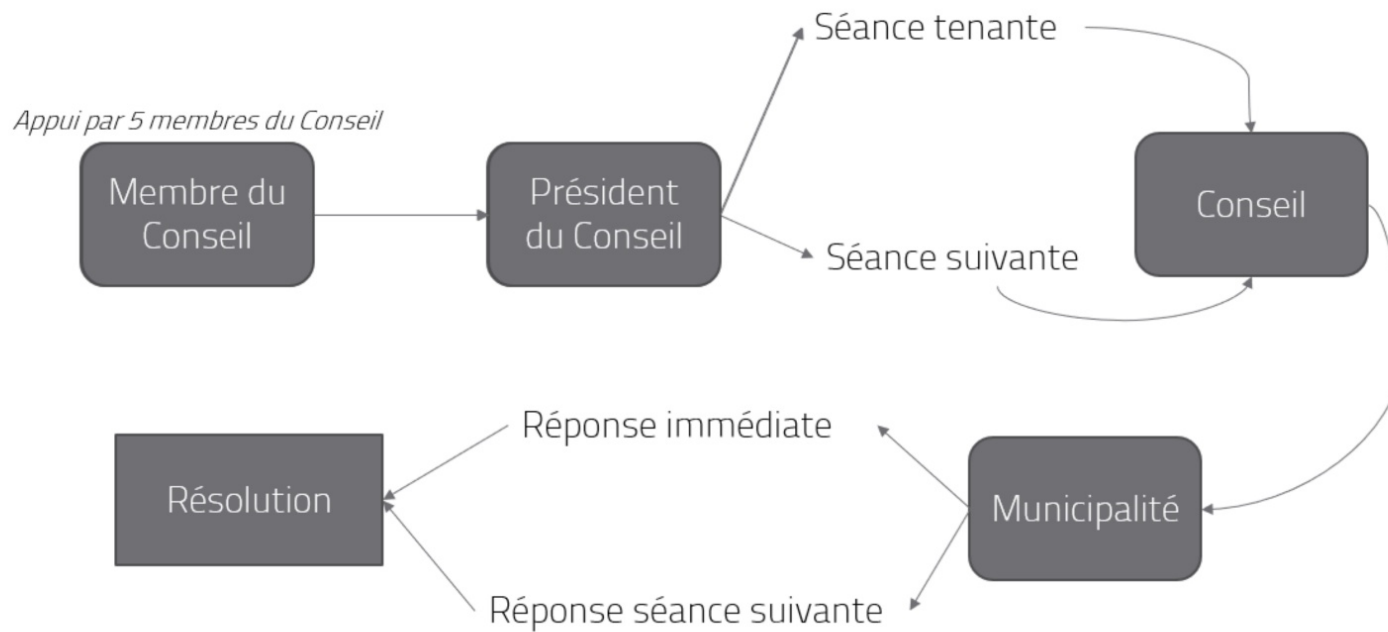 Séance tenante
Appui par 5 membres du Conseil
Membre du
Conseil
Président
du Conseil
Conseil
Séance suivante
Réponse immédiate
Résolution
Municipalité
Réponse séance suivante